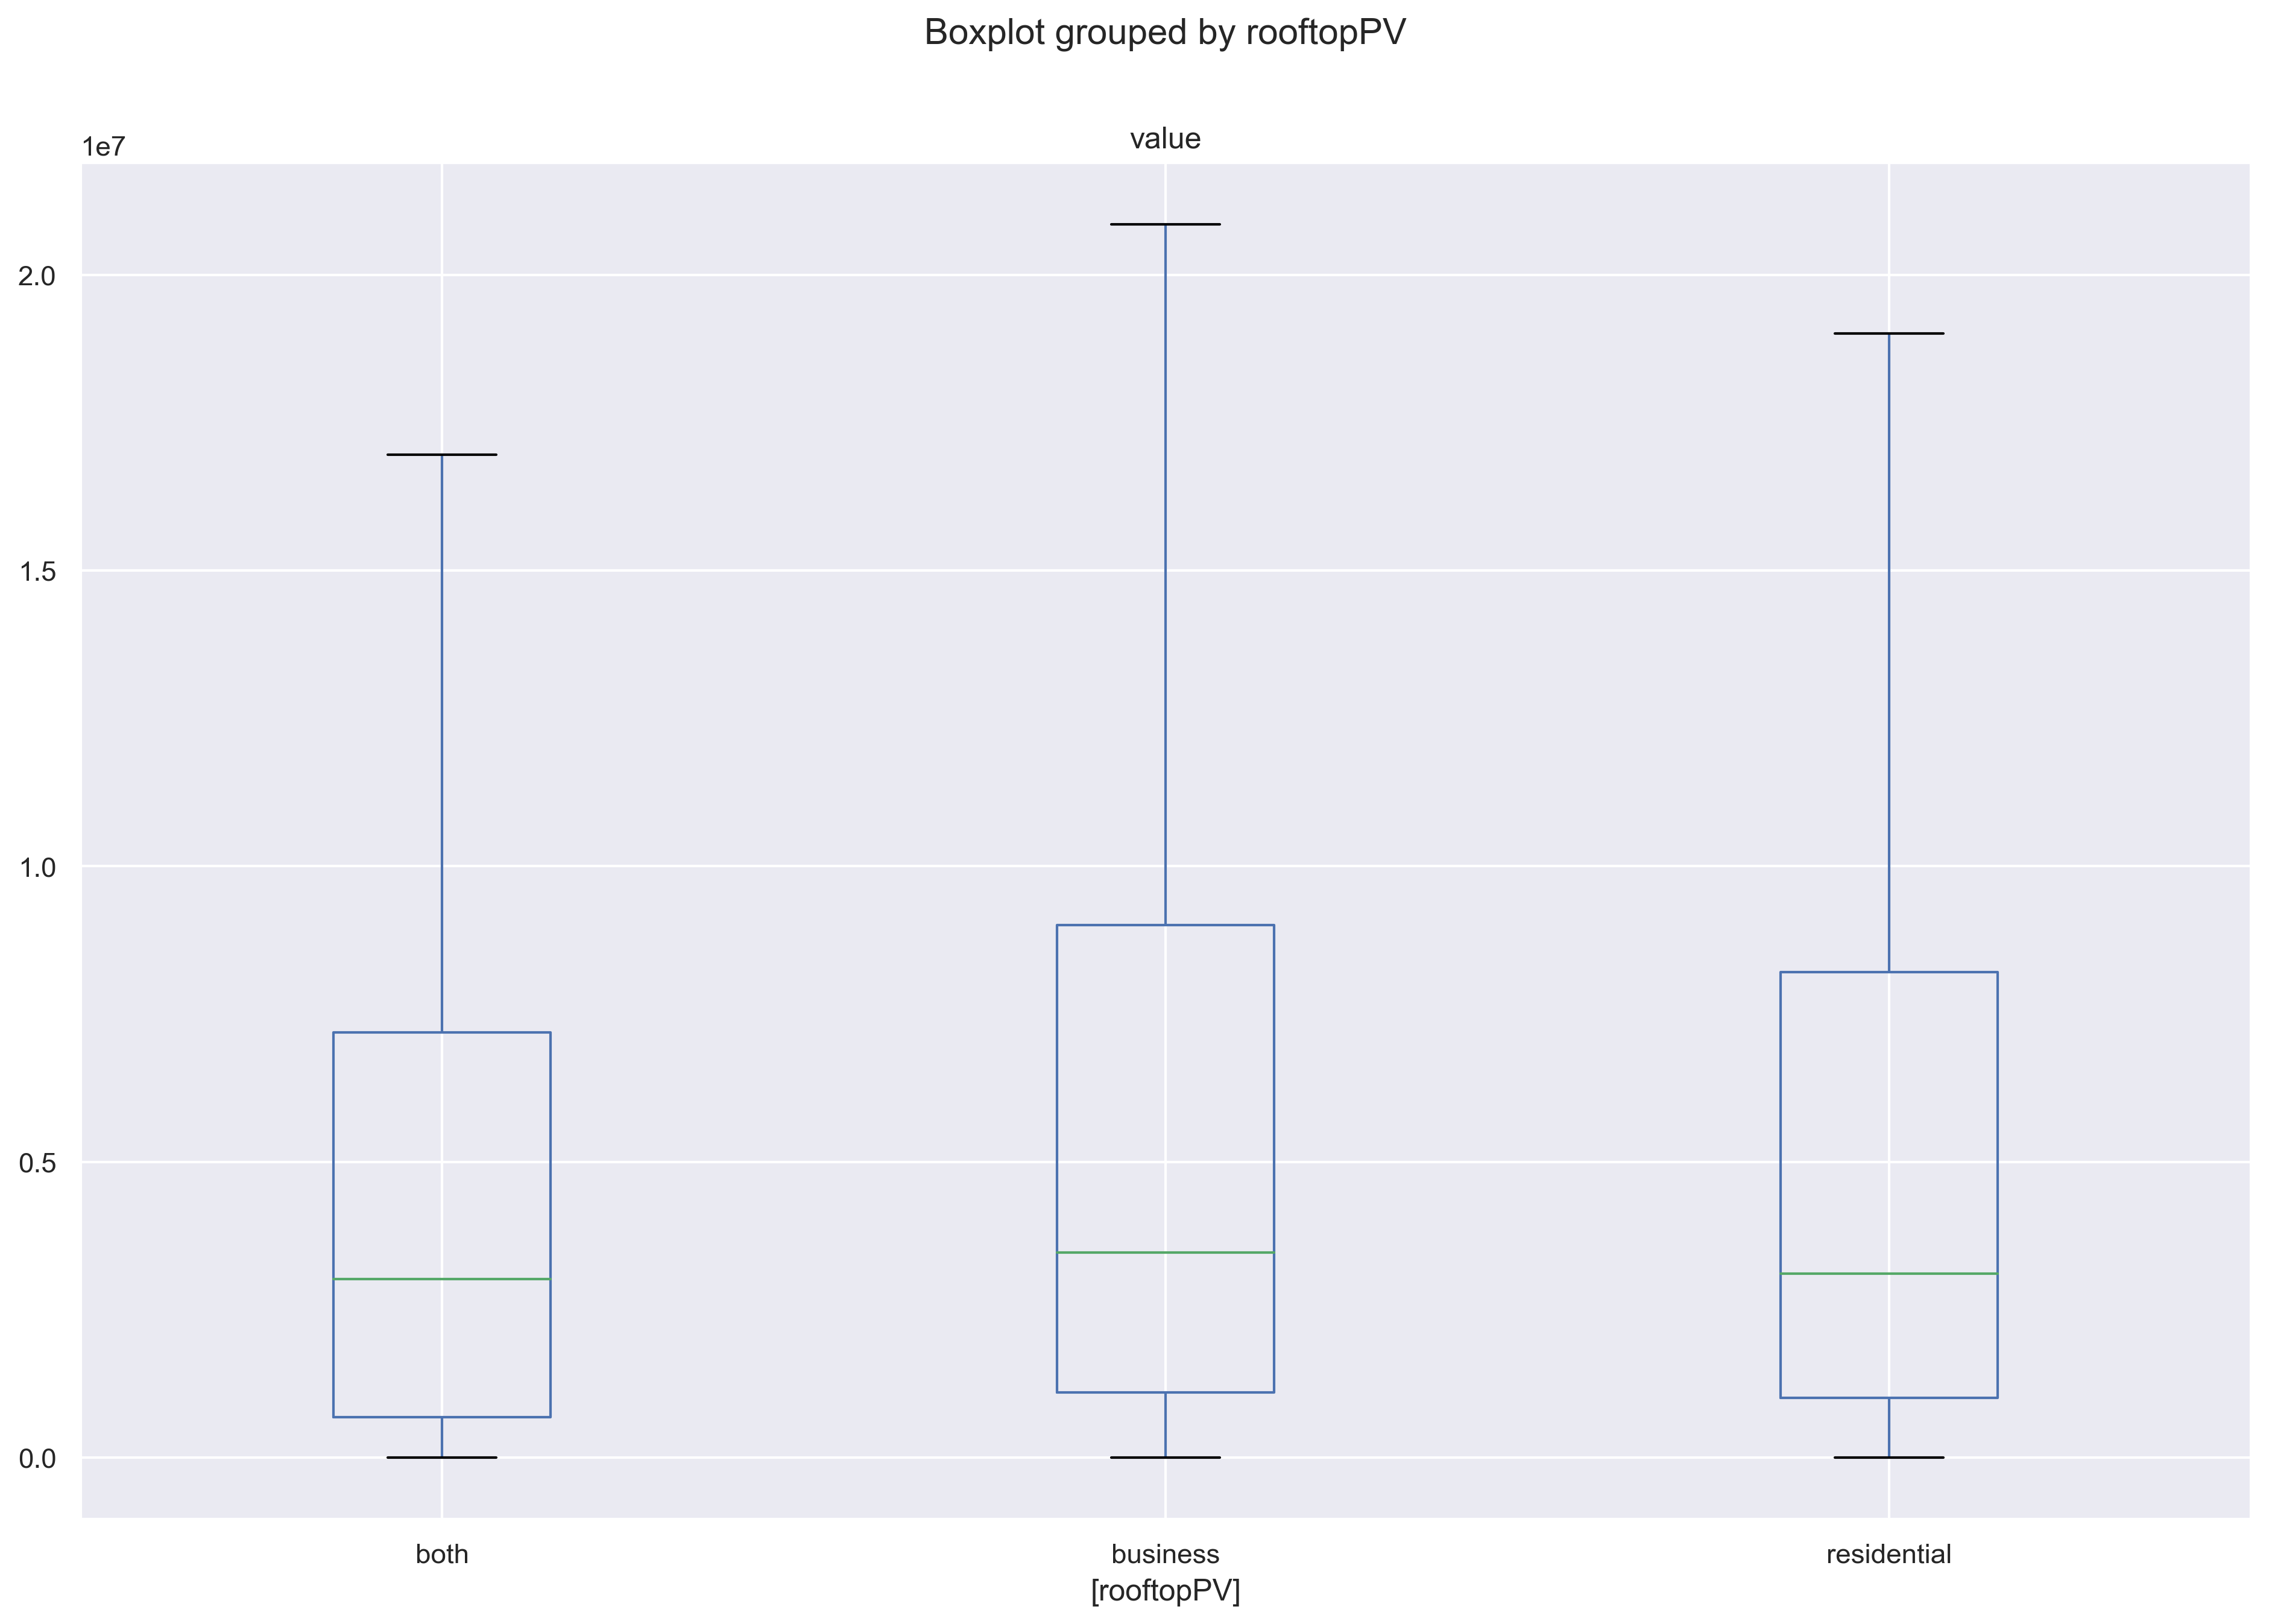 Boxplot grouped by rooftopPV
value
1e7
2.0
1.5
1.0
0.5
0.0
both business residential
[rooftopPV]